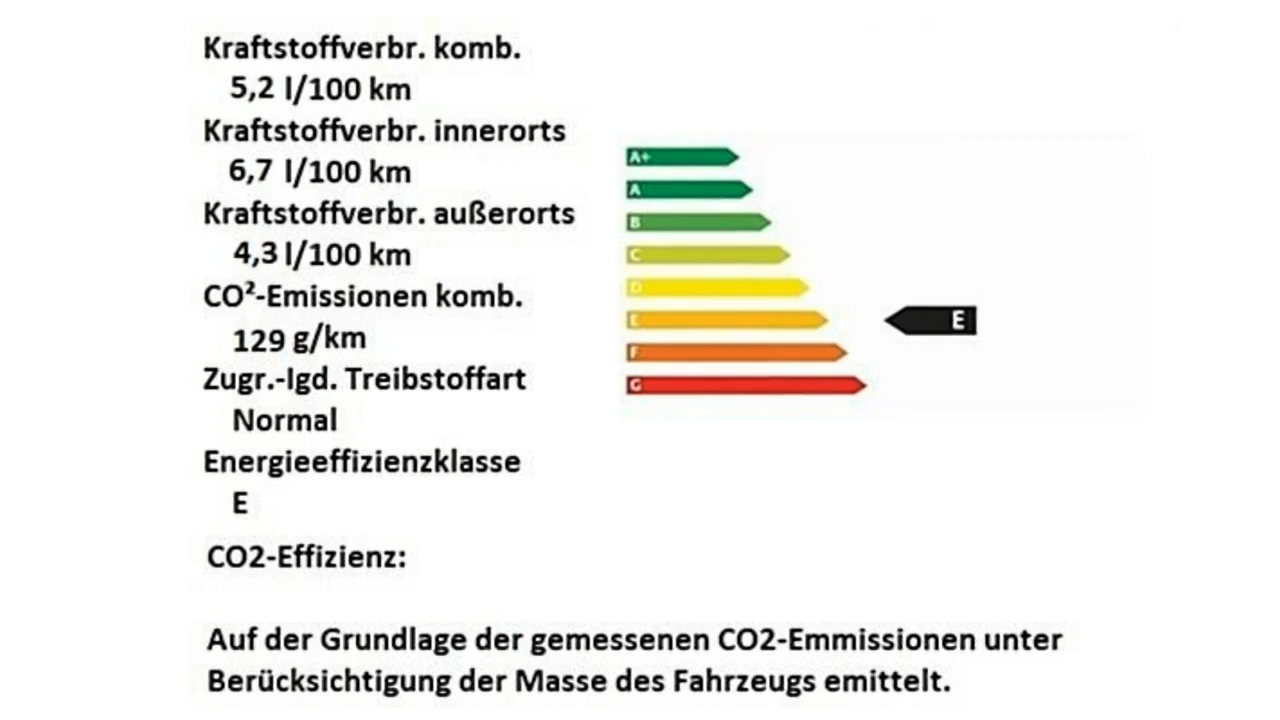 Kraftstoffverbr. komb.
5,2 l/100 km
Kraftstoffverbr. innerorts
6,7 l/100 km
Kraftstoffverbr. außerorts
4,3 l/100 km
CO²-Emissionen komb.
129 g/km
Zugr.-lgd. Treibstoffart
Normal
Energieeffizienzklasse
E
A+
A
B
C
D
E
E
F
G
CO2-Effizienz:
Auf der Grundlage der gemessenen CO2-Emmissionen unter
Berücksichtigung der Masse des Fahrzeugs emittelt.